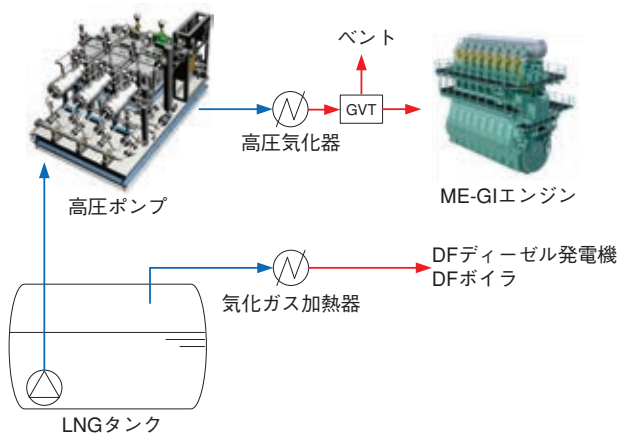 ベント
GVT
高圧気化器
高圧ポンプ
ME-GIエンジン
DFディーゼル発電機
DFボイラ
気化ガス加熱器
LNGタンク